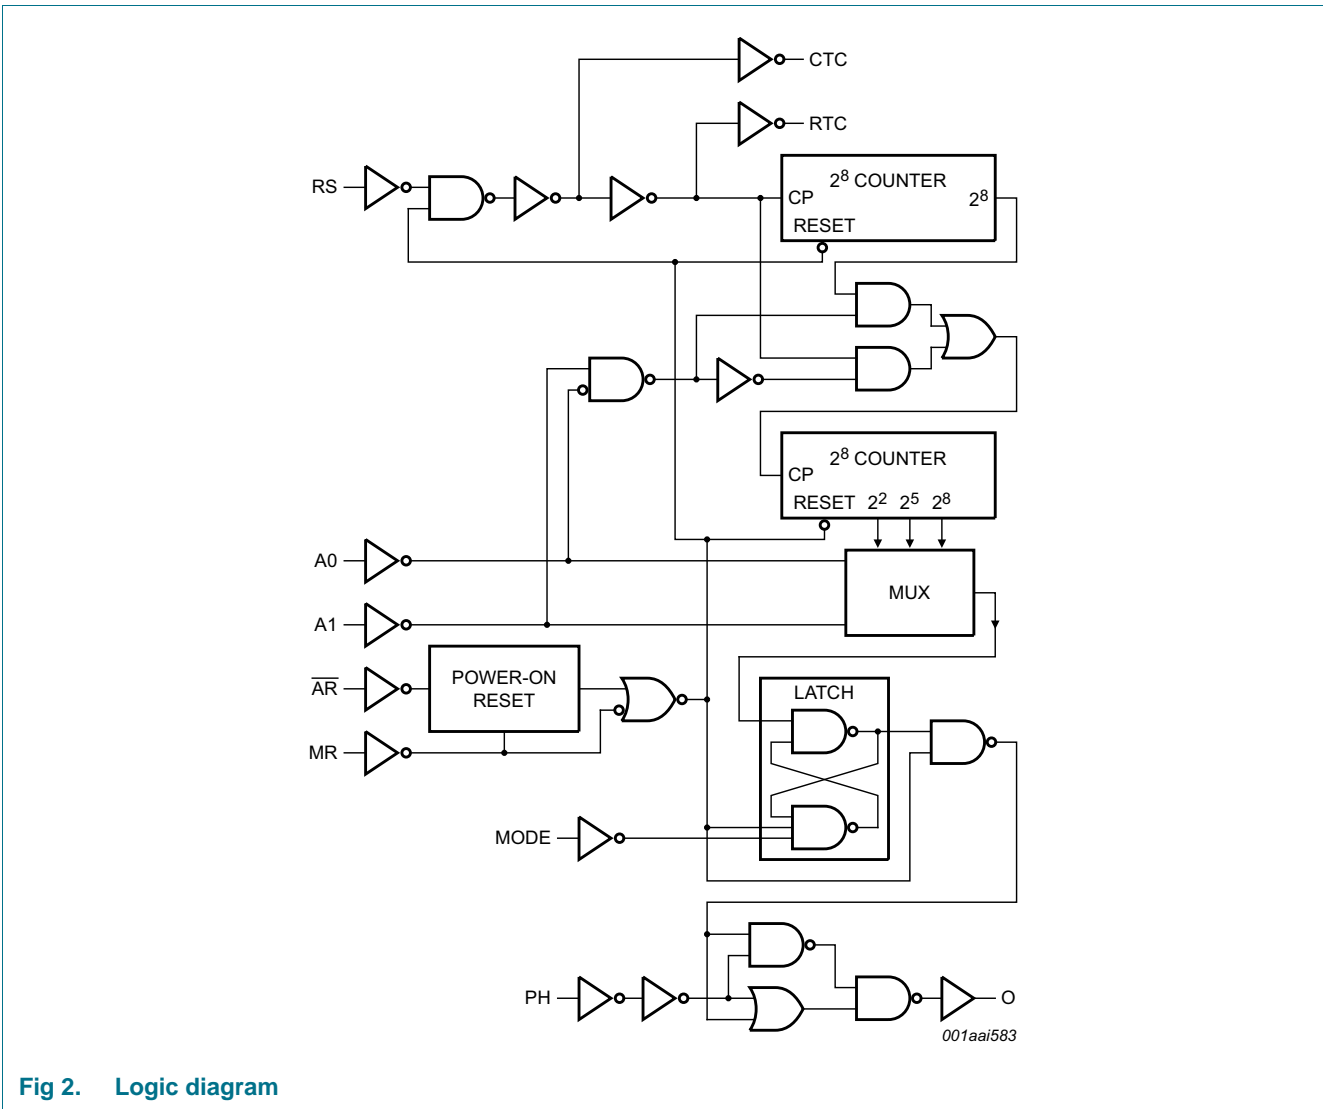 CTC
RTC
RS
2⁸ COUNTER
CP
2⁸
RESET
2⁸ COUNTER
CP
RESET 2² 2⁵ 2⁸
A0
MUX
A1
A̅R̅
POWER-ON
RESET
LATCH
MR
MODE
PH
O
001aai583
Fig 2. Logic diagram